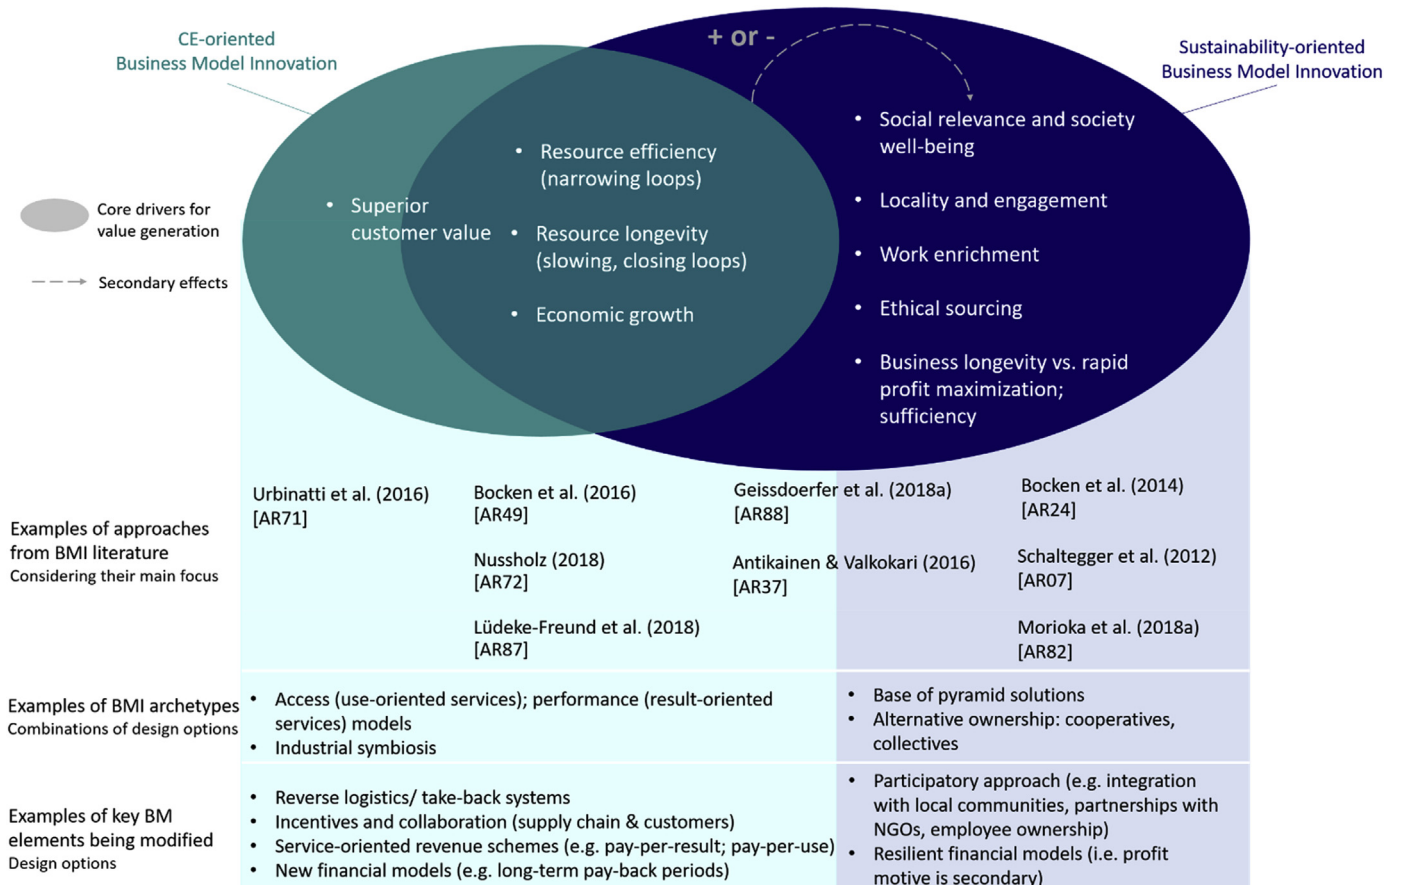 CE-oriented
Business Model Innovation
+ or -
Sustainability-oriented
Business Model Innovation
Core drivers for
value generation
Secondary effects
• Superior
customer value
• Resource efficiency
(narrowing loops)
• Resource longevity
(slowing, closing loops)
• Economic growth
• Social relevance and society
well-being
• Locality and engagement
• Work enrichment
• Ethical sourcing
• Business longevity vs. rapid
profit maximization;
sufficiency
Examples of approaches
from BMI literature
Considering their main focus
Urbinatti et al. (2016)
[AR71]
Bocken et al. (2016)
[AR49]
Nussholz (2018)
[AR72]
Lüdeke-Freund et al. (2018)
[AR87]
Geissdoerfer et al. (2018a)
[AR88]
Antikainen & Valkokari (2016)
[AR37]
Bocken et al. (2014)
[AR24]
Schaltegger et al. (2012)
[AR07]
Morioka et al. (2018a)
[AR82]
Examples of BMI archetypes
Combinations of design options
• Access (use-oriented services); performance (result-oriented
services) models
• Industrial symbiosis
• Base of pyramid solutions
• Alternative ownership: cooperatives,
collectives
Examples of key BM
elements being modified
Design options
• Reverse logistics/ take-back systems
• Incentives and collaboration (supply chain & customers)
• Service-oriented revenue schemes (e.g. pay-per-result; pay-per-use)
• New financial models (e.g. long-term pay-back periods)
• Participatory approach (e.g. integration
with local communities, partnerships with
NGOs, employee ownership)
• Resilient financial models (i.e. profit
motive is secondary)